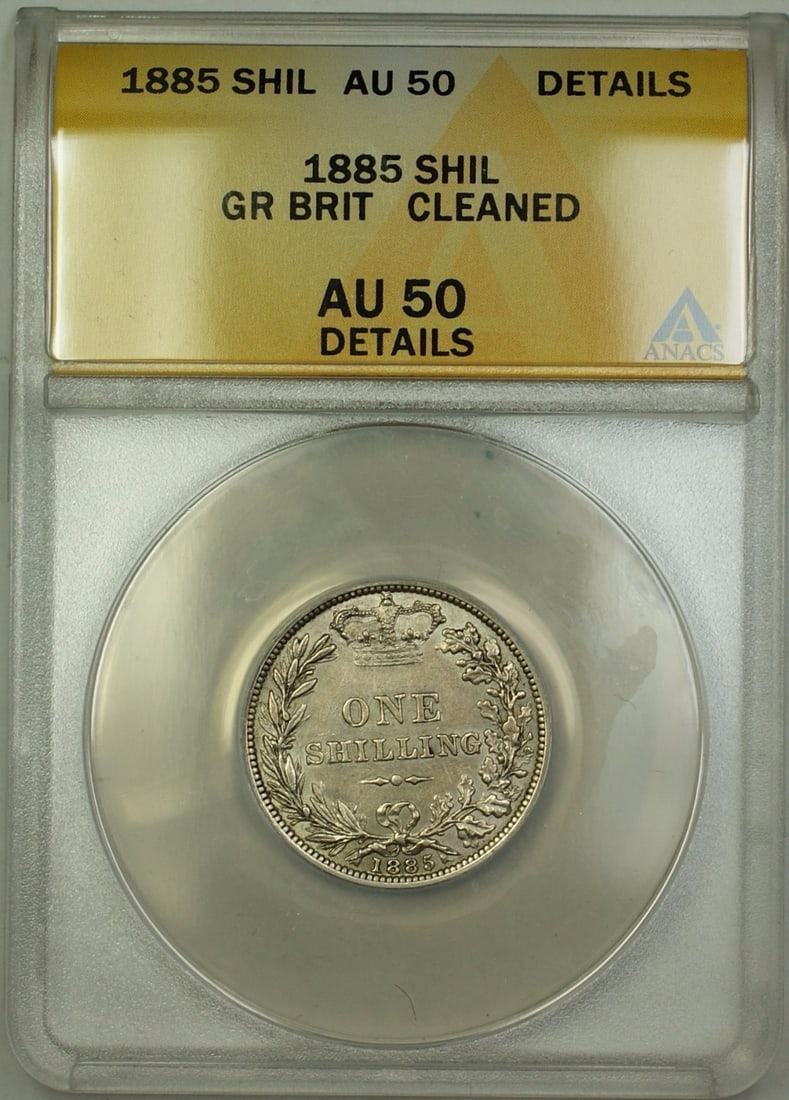 1885 SHIL AU 50 DETAILS
1885 SHIL
GR BRIT CLEANED
AU 50
DETAILS
ANACS
ONE
SHILLING
1885